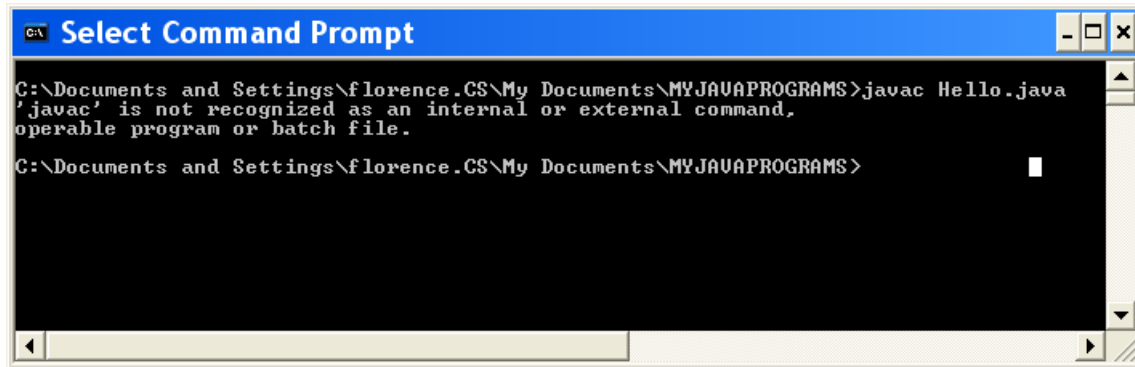 Select Command Prompt
C:\Documents and Settings\florence.CS\My Documents\MYJAVAPROGRAMS>javac Hello.java
'javac' is not recognized as an internal or external command,
operable program or batch file.
C:\Documents and Settings\florence.CS\My Documents\MYJAVAPROGRAMS>